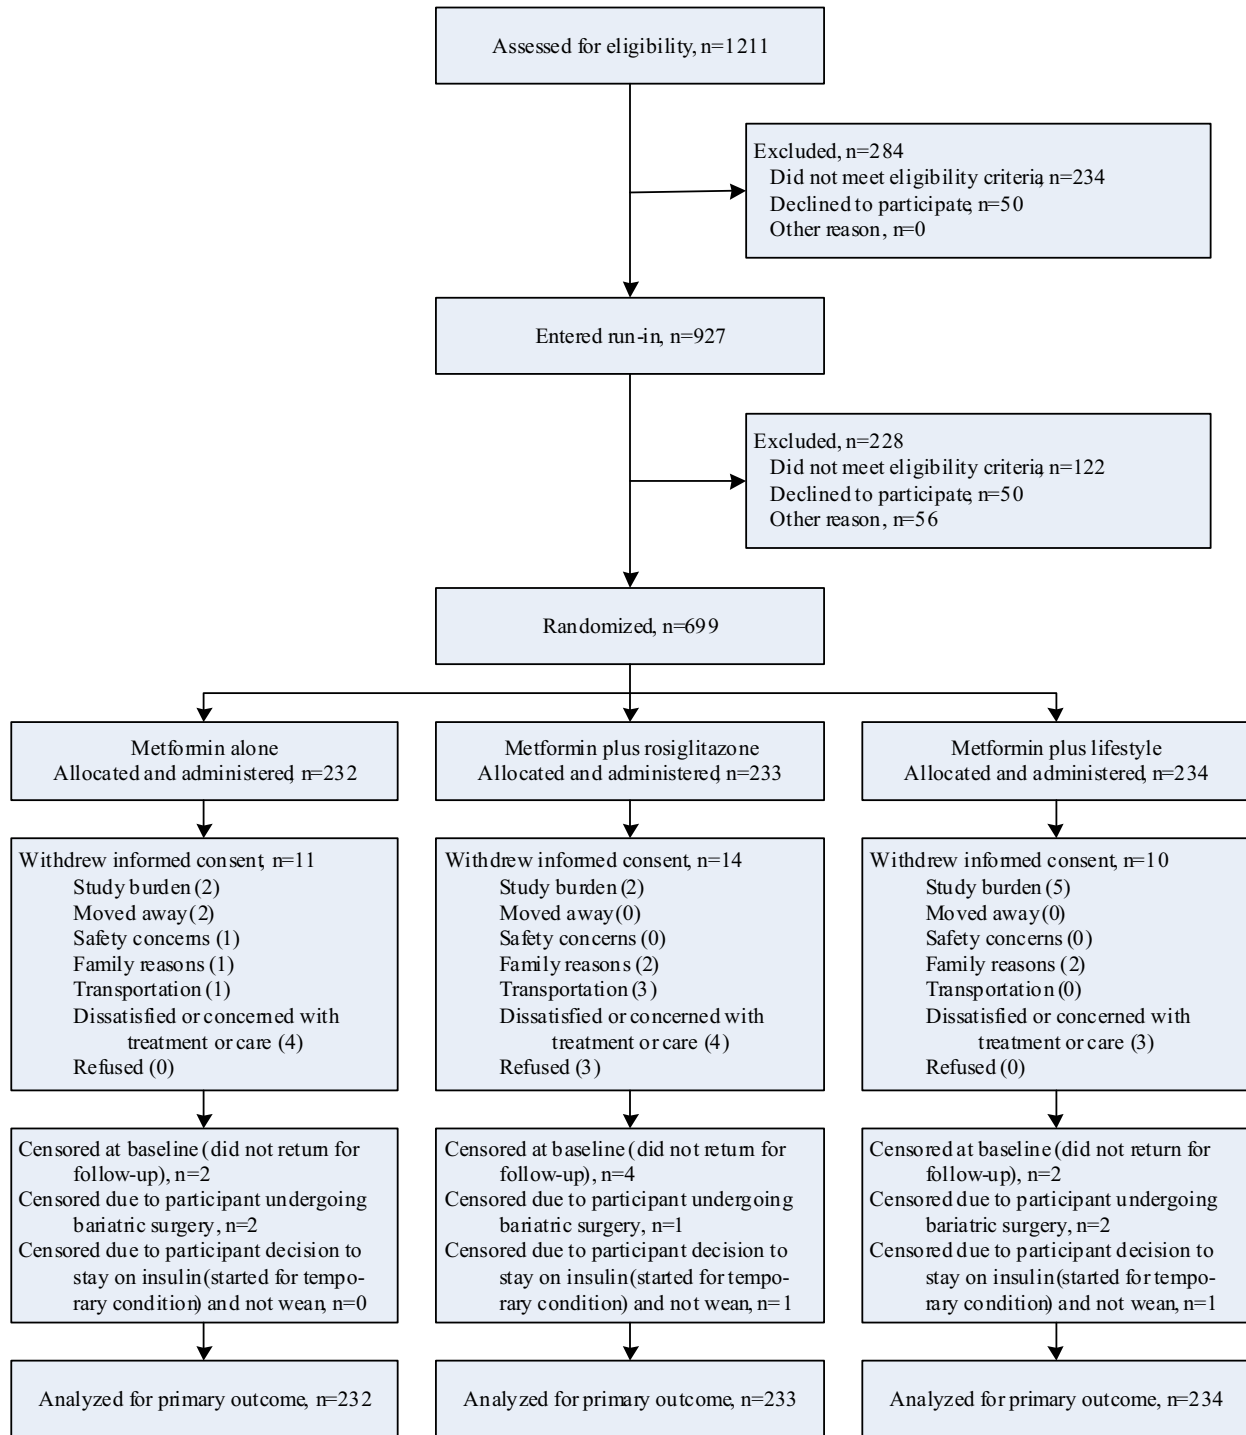 Assessed for eligibility, n=1211
Excluded, n=284
Did not meet eligibility criteria, n=234
Declined to participate, n=50
Other reason, n=0
Entered run-in, n=927
Excluded, n=228
Did not meet eligibility criteria, n=122
Declined to participate, n=50
Other reason, n=56
Randomized, n=699
Metformin alone
Allocated and administered, n=232
Metformin plus rosiglitazone
Allocated and administered, n=233
Metformin plus lifestyle
Allocated and administered, n=234
Withdrew informed consent, n=11
Study burden (2)
Moved away (2)
Safety concerns (1)
Family reasons (1)
Transportation (1)
Dissatisfied or concerned with
treatment or care (4)
Refused (0)
Withdrew informed consent, n=14
Study burden (2)
Moved away (0)
Safety concerns (0)
Family reasons (2)
Transportation (3)
Dissatisfied or concerned with
treatment or care (4)
Refused (3)
Withdrew informed consent, n=10
Study burden (5)
Moved away (0)
Safety concerns (0)
Family reasons (2)
Transportation (0)
Dissatisfied or concerned with
treatment or care (3)
Refused (0)
Censored at baseline (did not return for
follow-up), n=2
Censored due to participant undergoing
bariatric surgery, n=2
Censored due to participant decision to
stay on insulin (started for tempo-
rary condition) and not wean, n=0
Censored at baseline (did not return for
follow-up), n=4
Censored due to participant undergoing
bariatric surgery, n=1
Censored due to participant decision to
stay on insulin (started for tempo-
rary condition) and not wean, n=1
Censored at baseline (did not return for
follow-up), n=2
Censored due to participant undergoing
bariatric surgery, n=2
Censored due to participant decision to
stay on insulin (started for tempo-
rary condition) and not wean, n=1
Analyzed for primary outcome, n=232
Analyzed for primary outcome, n=233
Analyzed for primary outcome, n=234